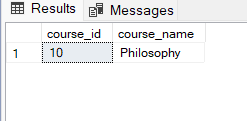 Results Messages
course_id course_name
1 10 Philosophy